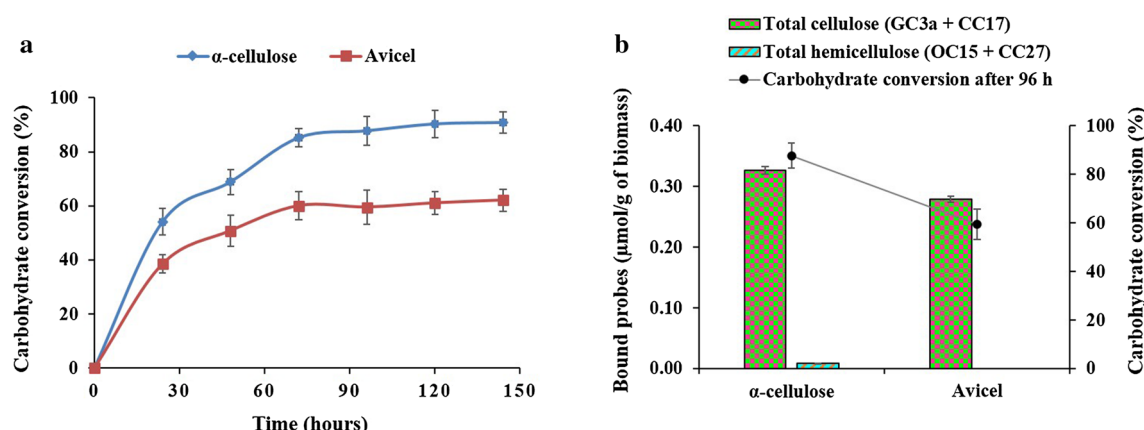 a
α-cellulose
Avicel
Carbohydrate conversion (%)
100
80
60
40
20
0
0
30
60
90
120
150
Time (hours)
b
Total cellulose (GC3a + CC17)
Total hemicellulose (OC15 + CC27)
Carbohydrate conversion after 96 h
Bound probes (µmol/g of biomass)
0.40
0.30
0.20
0.10
0.00
α-cellulose
Avicel
100
80
60
40
20
0
Carbohydrate conversion (%)